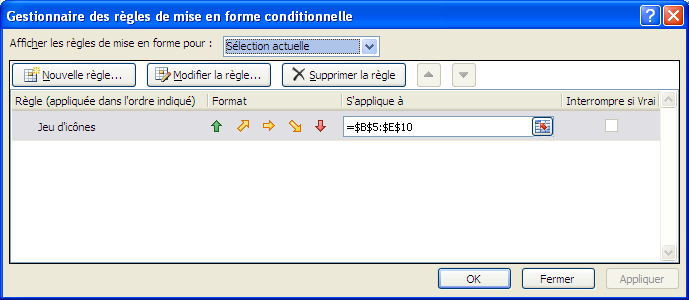 Gestionnaire des règles de mise en forme conditionnelle
Afficher les règles de mise en forme pour : Sélection actuelle
Nouvelle règle... Modifier la règle... Supprimer la règle
Règle (appliquée dans l'ordre indiqué) Format S'applique à Interrompre si Vrai
Jeu d'icônes =$B$5:$E$10
OK Fermer Appliquer